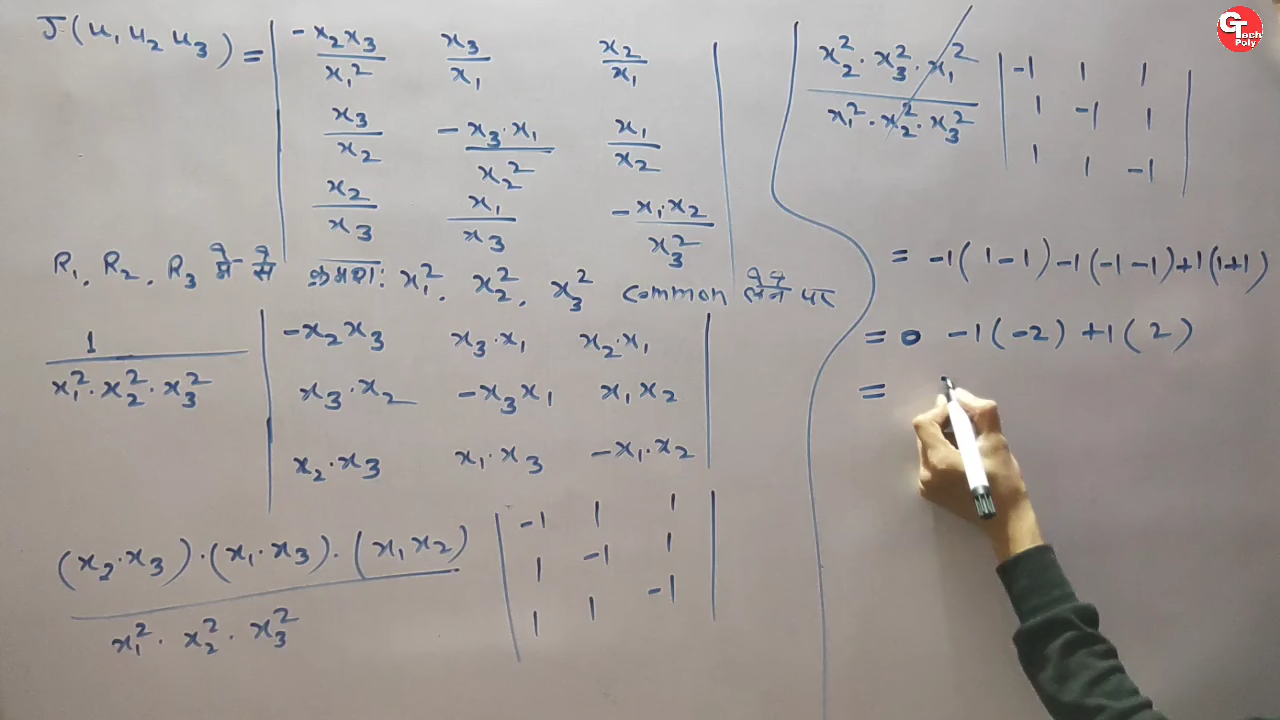 J(u₁ u₂ u₃) = | -x₂x₃/x₁² x₃/x₁ x₂/x₁ |
| x₃/x₂ -x₃·x₁/x₂² x₁/x₂ |
| x₂/x₃ x₁/x₃ -x₁·x₂/x₃² |
R₁, R₂, R₃ में से क्रमशः x₁², x₂², x₃² common लेने पर
1/(x₁²·x₂²·x₃²) | -x₂x₃ x₃·x₁ x₂·x₁ |
| x₃·x₂ -x₃x₁ x₁x₂ |
| x₂·x₃ x₁·x₃ -x₁·x₂ |
(x₂·x₃)·(x₁·x₃)·(x₁x₂)/(x₁²·x₂²·x₃²) | -1 1 1 |
| 1 -1 1 |
| 1 1 -1 |
x₂²·x₃²·x₁²/(x₁²·x₂²·x₃²) | -1 1 1 |
| 1 -1 1 |
| 1 1 -1 |
= -1(1-1)-1(-1-1)+1(1+1)
= 0 -1(-2) +1(2)
=
GTech
Poly